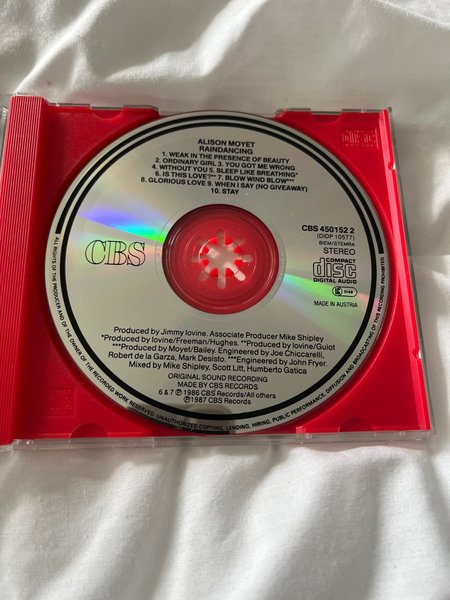 ALISON MOYET
RAINDANCING
1. WEAK IN THE PRESENCE OF BEAUTY
2. ORDINARY GIRL 3. YOU GOT ME WRONG
4. WITHOUT YOU 5. SLEEP LIKE BREATHING*
6. IS THIS LOVE?** 7. BLOW WIND BLOW***
8. GLORIOUS LOVE 9. WHEN I SAY (NO GIVEAWAY)
10. STAY
CBS
CBS 450152 2
(DIDP 10577)
BIEM/STEMRA
STEREO
COMPACT
disc
DIGITAL AUDIO
MADE IN AUSTRIA
Produced by Jimmy Iovine. Associate Producer Mike Shipley
*Produced by Iovine/Freeman/Hughes. **Produced by Iovine/Guiot
***Produced by Moyet/Bailey. Engineered by Joe Chiccarelli,
Robert de la Garza, Mark Desisto. ***Engineered by John Fryer.
Mixed by Mike Shipley, Scott Litt, Humberto Gatica
ORIGINAL SOUND RECORDING
MADE BY CBS RECORDS
6 & 7 ℗ 1986 CBS Records/All others
℗ 1987 CBS Records
ALL RIGHTS OF THE PRODUCER AND OF THE OWNER OF THE RECORDED WORK RESERVED. UNAUTHORIZED COPYING, LENDING, HIRING, PUBLIC PERFORMANCE, DIFFUSION AND BROADCASTING OF THIS RECORDING PROHIBITED.